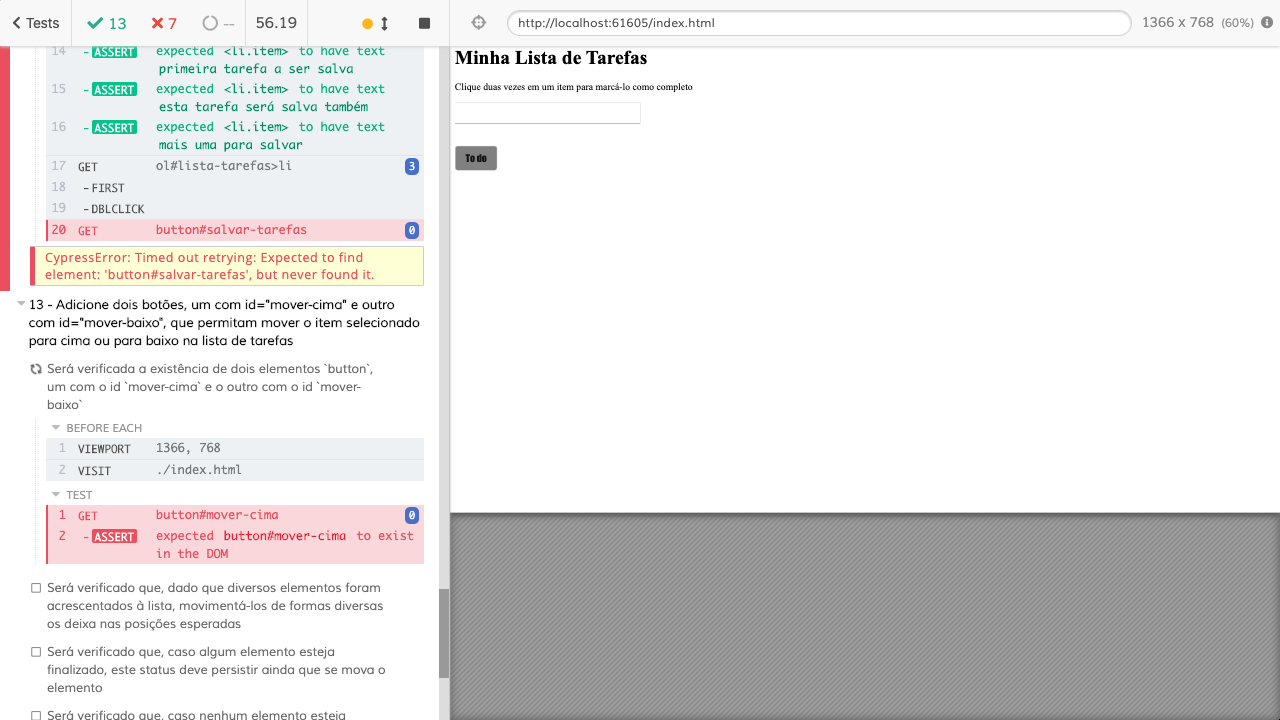 Tests
13
7
--
56.19
http://localhost:61605/index.html
1366 x 768 (60%)
14 - ASSERT expected <li.item> to have text
primeira tarefa a ser salva
15 - ASSERT expected <li.item> to have text
esta tarefa será salva também
16 - ASSERT expected <li.item> to have text
mais uma para salvar
17 GET ol#lista-tarefas>li 3
18 - FIRST
19 - DBLCLICK
20 GET button#salvar-tarefas 0
CypressError: Timed out retrying: Expected to find
element: 'button#salvar-tarefas', but never found it.
13 - Adicione dois botões, um com id="mover-cima" e outro
com id="mover-baixo", que permitam mover o item selecionado
para cima ou para baixo na lista de tarefas
Será verificada a existência de dois elementos `button`,
um com o id `mover-cima` e o outro com o id `mover-
baixo`
BEFORE EACH
1 VIEWPORT 1366, 768
2 VISIT ./index.html
TEST
1 GET button#mover-cima 0
2 - ASSERT expected button#mover-cima to exist
in the DOM
Será verificado que, dado que diversos elementos foram
acrescentados à lista, movimentá-los de formas diversas
os deixa nas posições esperadas
Será verificado que, caso algum elemento esteja
finalizado, este status deve persistir ainda que se mova o
elemento
Será verificado que, caso nenhum elemento esteja
Minha Lista de Tarefas
Clique duas vezes em um item para marcá-lo como completo
To do